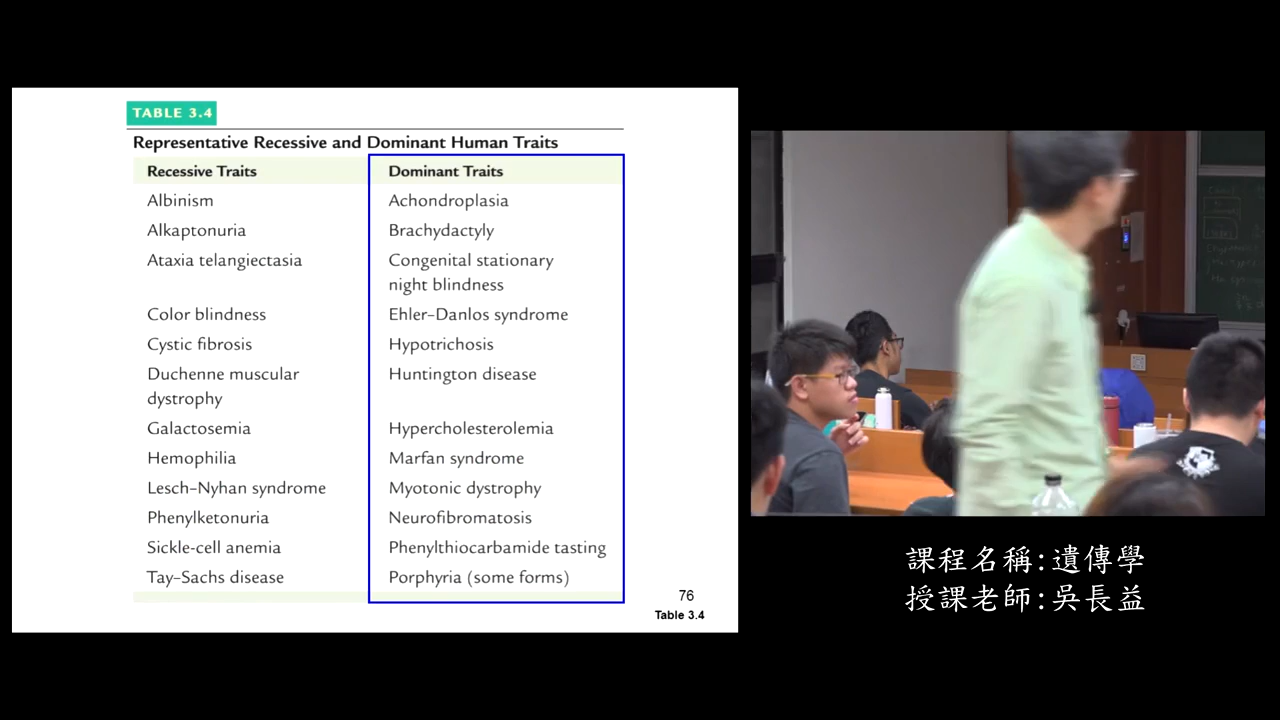 TABLE 3.4
Representative Recessive and Dominant Human Traits
Recessive Traits
Dominant Traits
Albinism
Achondroplasia
Alkaptonuria
Brachydactyly
Ataxia telangiectasia
Congenital stationary
night blindness
Color blindness
Ehler–Danlos syndrome
Cystic fibrosis
Hypotrichosis
Duchenne muscular
dystrophy
Huntington disease
Galactosemia
Hypercholesterolemia
Hemophilia
Marfan syndrome
Lesch–Nyhan syndrome
Myotonic dystrophy
Phenylketonuria
Neurofibromatosis
Sickle-cell anemia
Phenylthiocarbamide tasting
Tay–Sachs disease
Porphyria (some forms)
76
Table 3.4
課程名稱:遺傳學
授課老師:吳長益